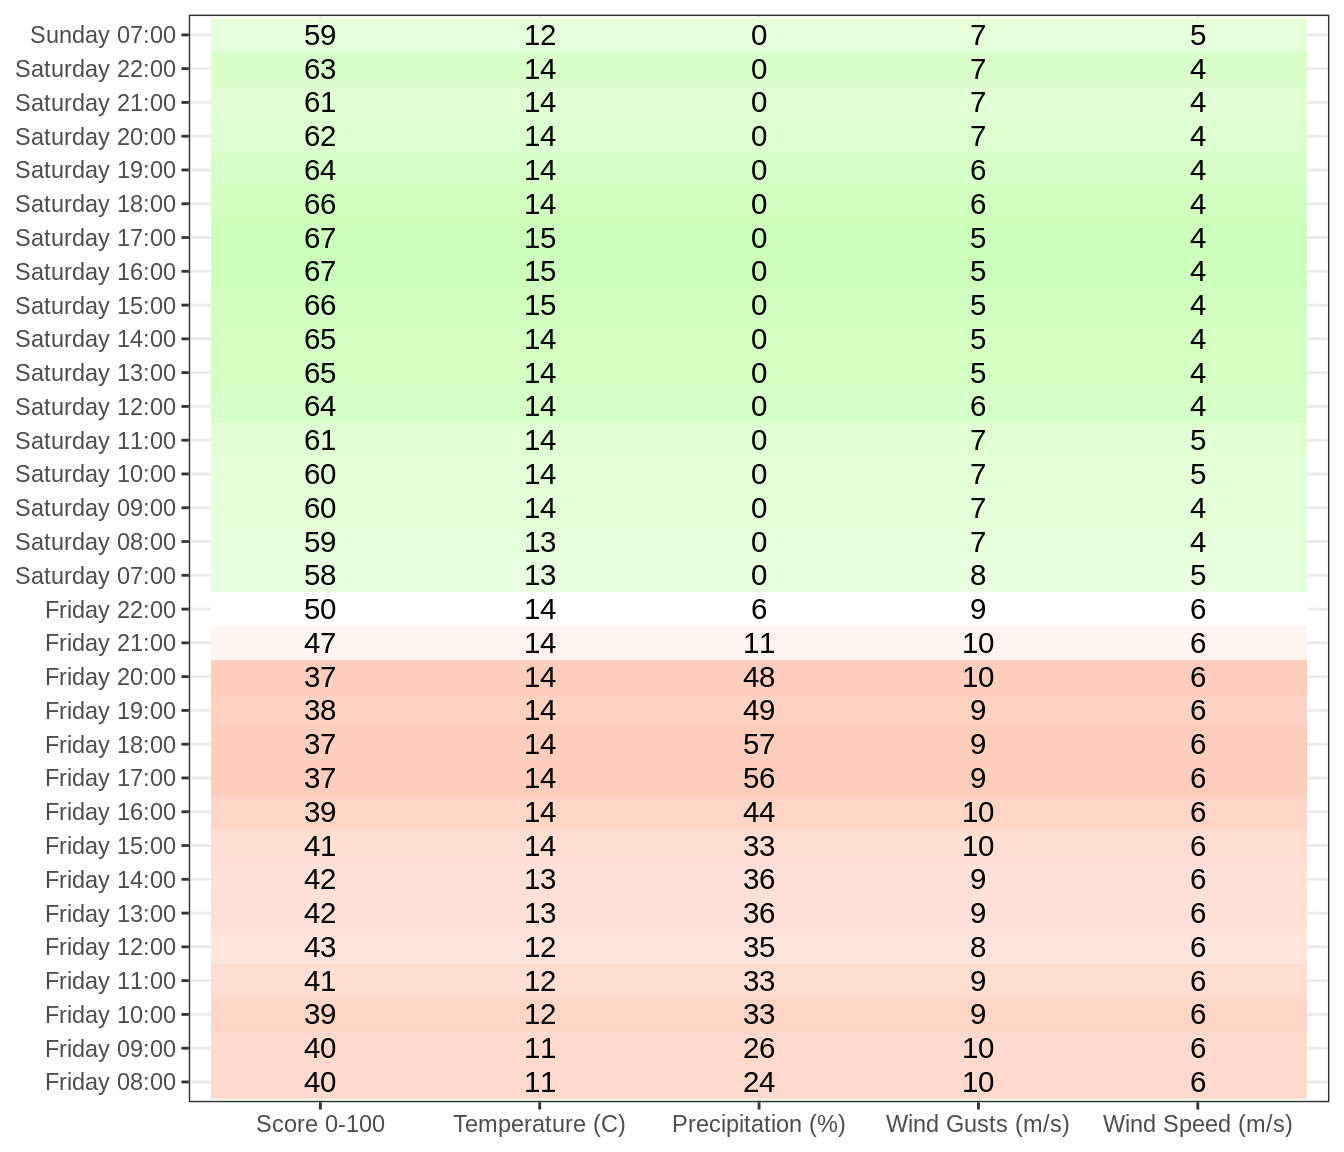 Sunday 07:00 59 12 0 7 5
Saturday 22:00 63 14 0 7 4
Saturday 21:00 61 14 0 7 4
Saturday 20:00 62 14 0 7 4
Saturday 19:00 64 14 0 6 4
Saturday 18:00 66 14 0 6 4
Saturday 17:00 67 15 0 5 4
Saturday 16:00 67 15 0 5 4
Saturday 15:00 66 15 0 5 4
Saturday 14:00 65 14 0 5 4
Saturday 13:00 65 14 0 5 4
Saturday 12:00 64 14 0 6 4
Saturday 11:00 61 14 0 7 5
Saturday 10:00 60 14 0 7 5
Saturday 09:00 60 14 0 7 4
Saturday 08:00 59 13 0 7 4
Saturday 07:00 58 13 0 8 5
Friday 22:00 50 14 6 9 6
Friday 21:00 47 14 11 10 6
Friday 20:00 37 14 48 10 6
Friday 19:00 38 14 49 9 6
Friday 18:00 37 14 57 9 6
Friday 17:00 37 14 56 9 6
Friday 16:00 39 14 44 10 6
Friday 15:00 41 14 33 10 6
Friday 14:00 42 13 36 9 6
Friday 13:00 42 13 36 9 6
Friday 12:00 43 12 35 8 6
Friday 11:00 41 12 33 9 6
Friday 10:00 39 12 33 9 6
Friday 09:00 40 11 26 10 6
Friday 08:00 40 11 24 10 6
Score 0-100 Temperature (C) Precipitation (%) Wind Gusts (m/s) Wind Speed (m/s)